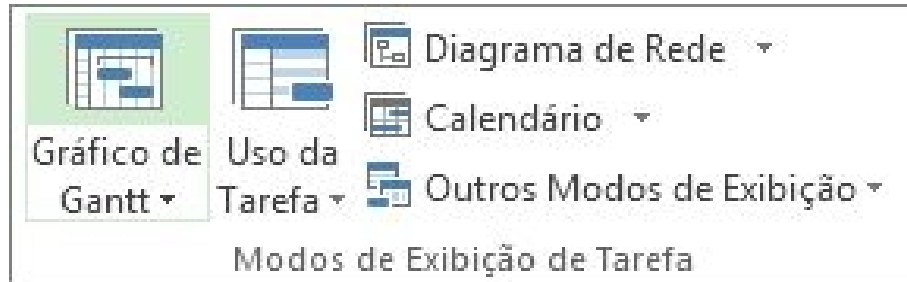 Gráfico de
Gantt
Uso da
Tarefa
Diagrama de Rede
Calendário
Outros Modos de Exibição
Modos de Exibição de Tarefa